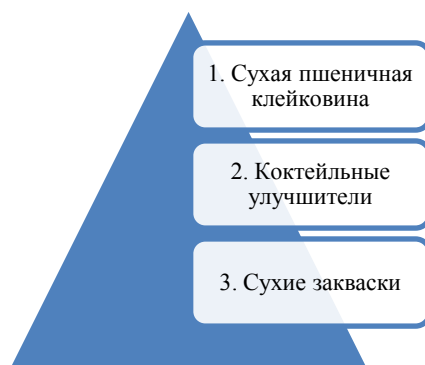 1. Сухая пшеничная
клейковина
2. Коктейльные
улучшители
3. Сухие закваски